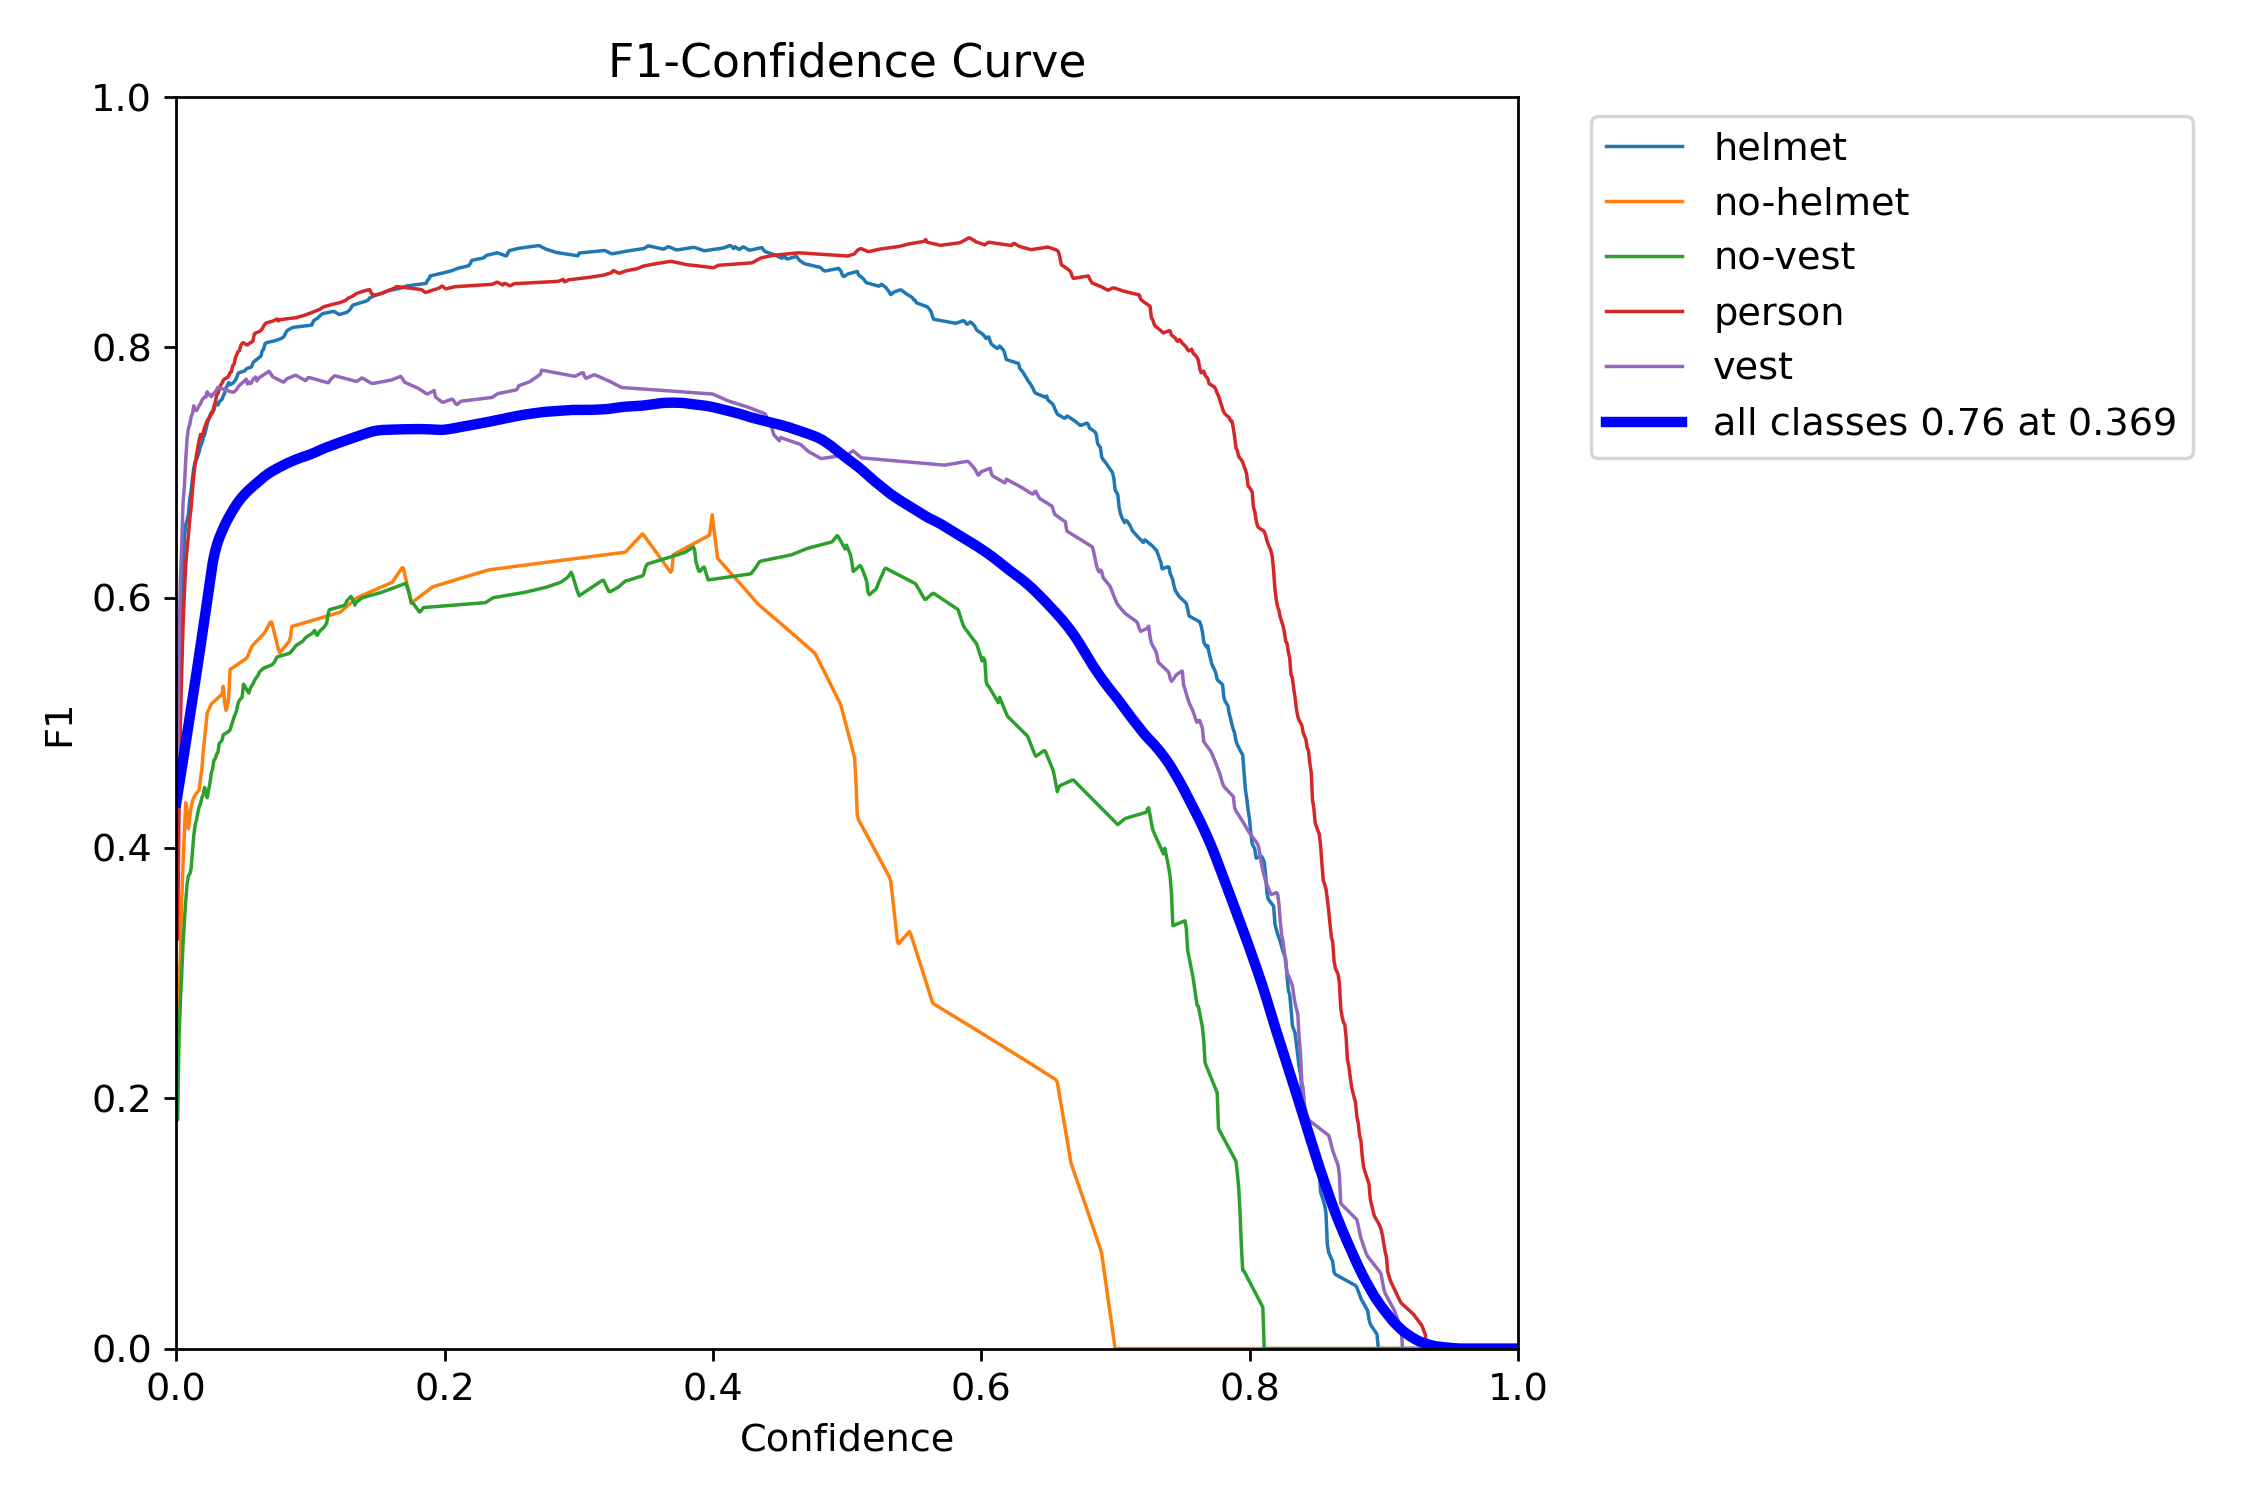 F1-Confidence Curve
1.0
0.8
0.6
0.4
0.2
0.0
F1
0.0 0.2 0.4 0.6 0.8 1.0
Confidence
helmet
no-helmet
no-vest
person
vest
all classes 0.76 at 0.369